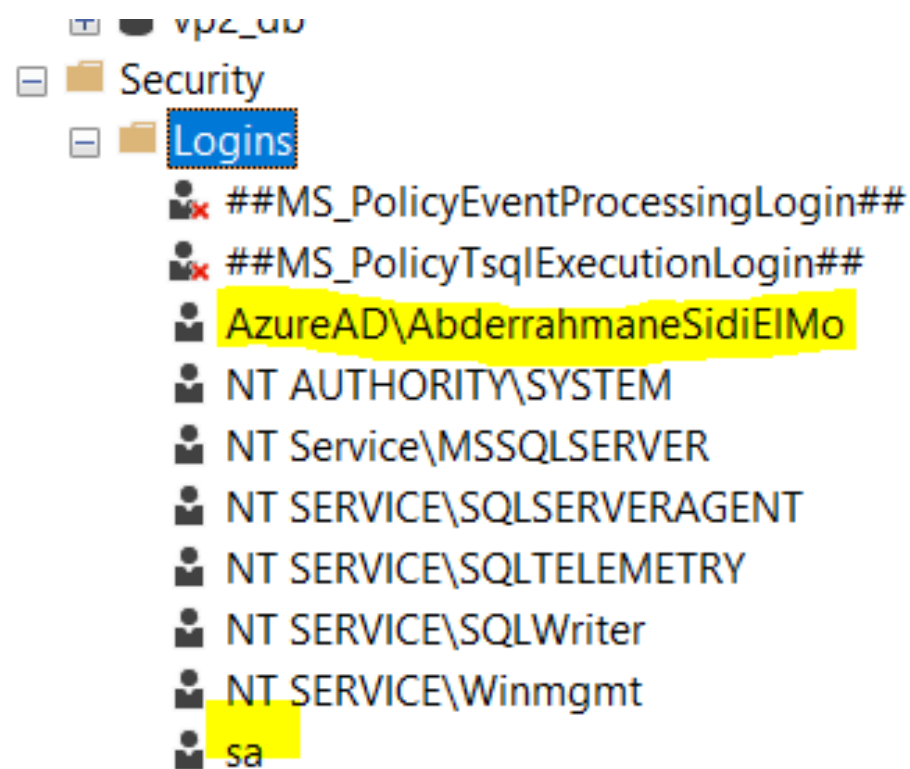 vpz_db
Security
Logins
##MS_PolicyEventProcessingLogin##
##MS_PolicyTsqlExecutionLogin##
AzureAD\AbderrahmaneSidiElMo
NT AUTHORITY\SYSTEM
NT Service\MSSQLSERVER
NT SERVICE\SQLSERVERAGENT
NT SERVICE\SQLTELEMETRY
NT SERVICE\SQLWriter
NT SERVICE\Winmgmt
sa